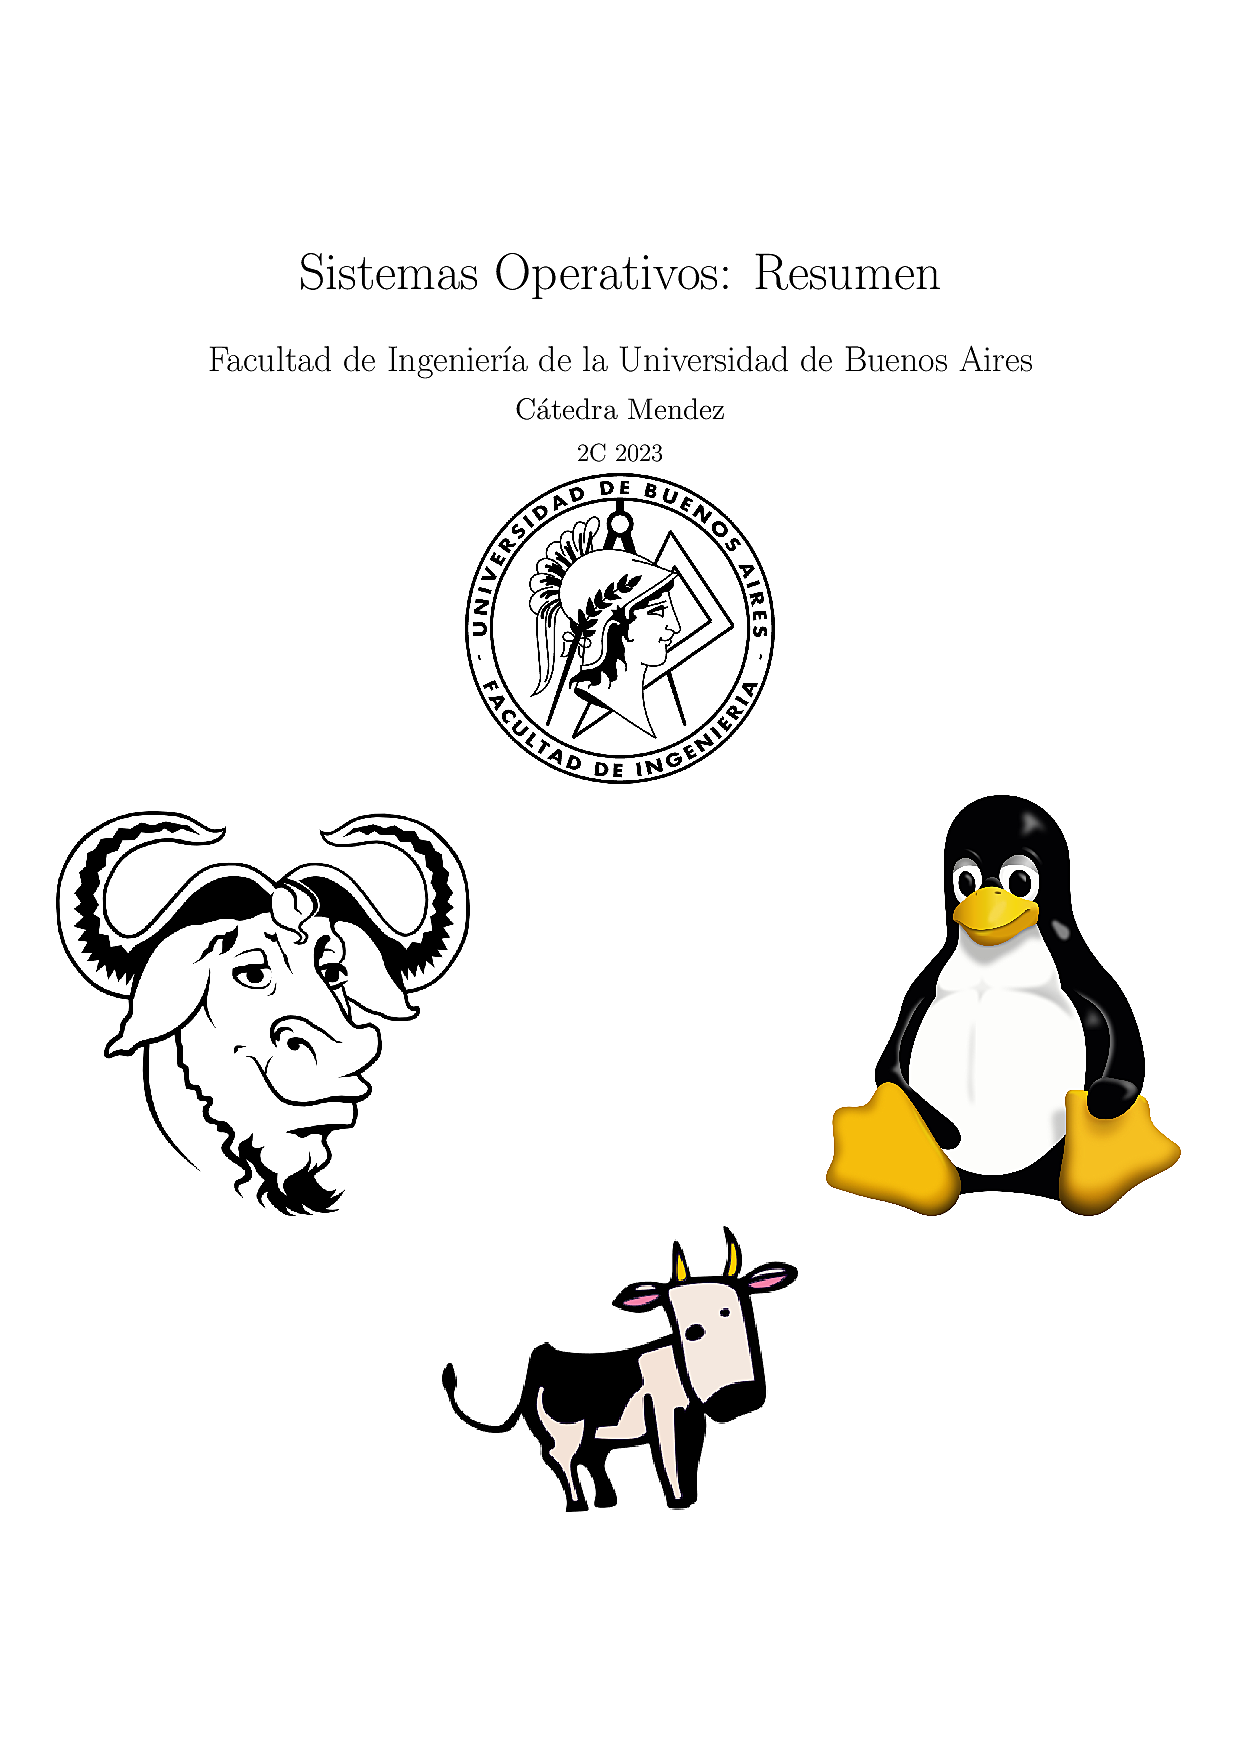 Sistemas Operativos: Resumen
Facultad de Ingeniería de la Universidad de Buenos Aires
Cátedra Mendez
2C 2023
· UNIVERSIDAD DE BUENOS AIRES ·
FACULTAD DE INGENIERIA